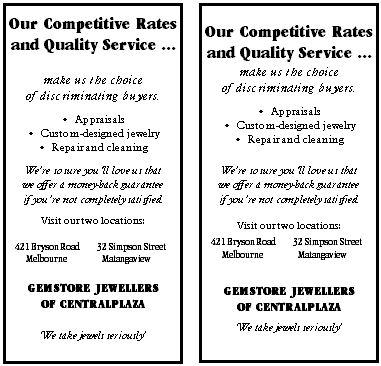 Our Competitive Rates
and Quality Service ...
make us the choice
of discriminating buyers.
• Appraisals
• Custom-designed jewelry
• Repair and cleaning
We're so sure you'll love us that
we offer a money-back guarantee
if you're not completely satisfied.
Visit our two locations:
421 Bryson Road 32 Simpson Street
Melbourne Matangaview
GEMSTORE JEWELLERS
OF CENTRALPLAZA
'We take jewels seriously'
Our Competitive Rates
and Quality Service ...
make us the choice
of discriminating buyers.
• Appraisals
• Custom-designed jewelry
• Repair and cleaning
We're so sure you'll love us that
we offer a money-back guarantee
if you're not completely satisfied.
Visit our two locations:
421 Bryson Road 32 Simpson Street
Melbourne Matangaview
GEMSTORE JEWELLERS
OF CENTRALPLAZA
'We take jewels seriously'